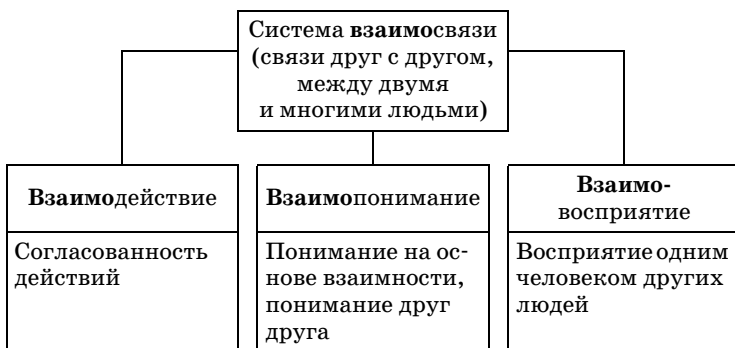 Система взаимосвязи
(связи друг с другом,
между двумя
и многими людьми)
Взаимодействие
Согласованность
действий
Взаимопонимание
Понимание на ос-
нове взаимности,
понимание друг
друга
Взаимо-
восприятие
Восприятие одним
человеком других
людей